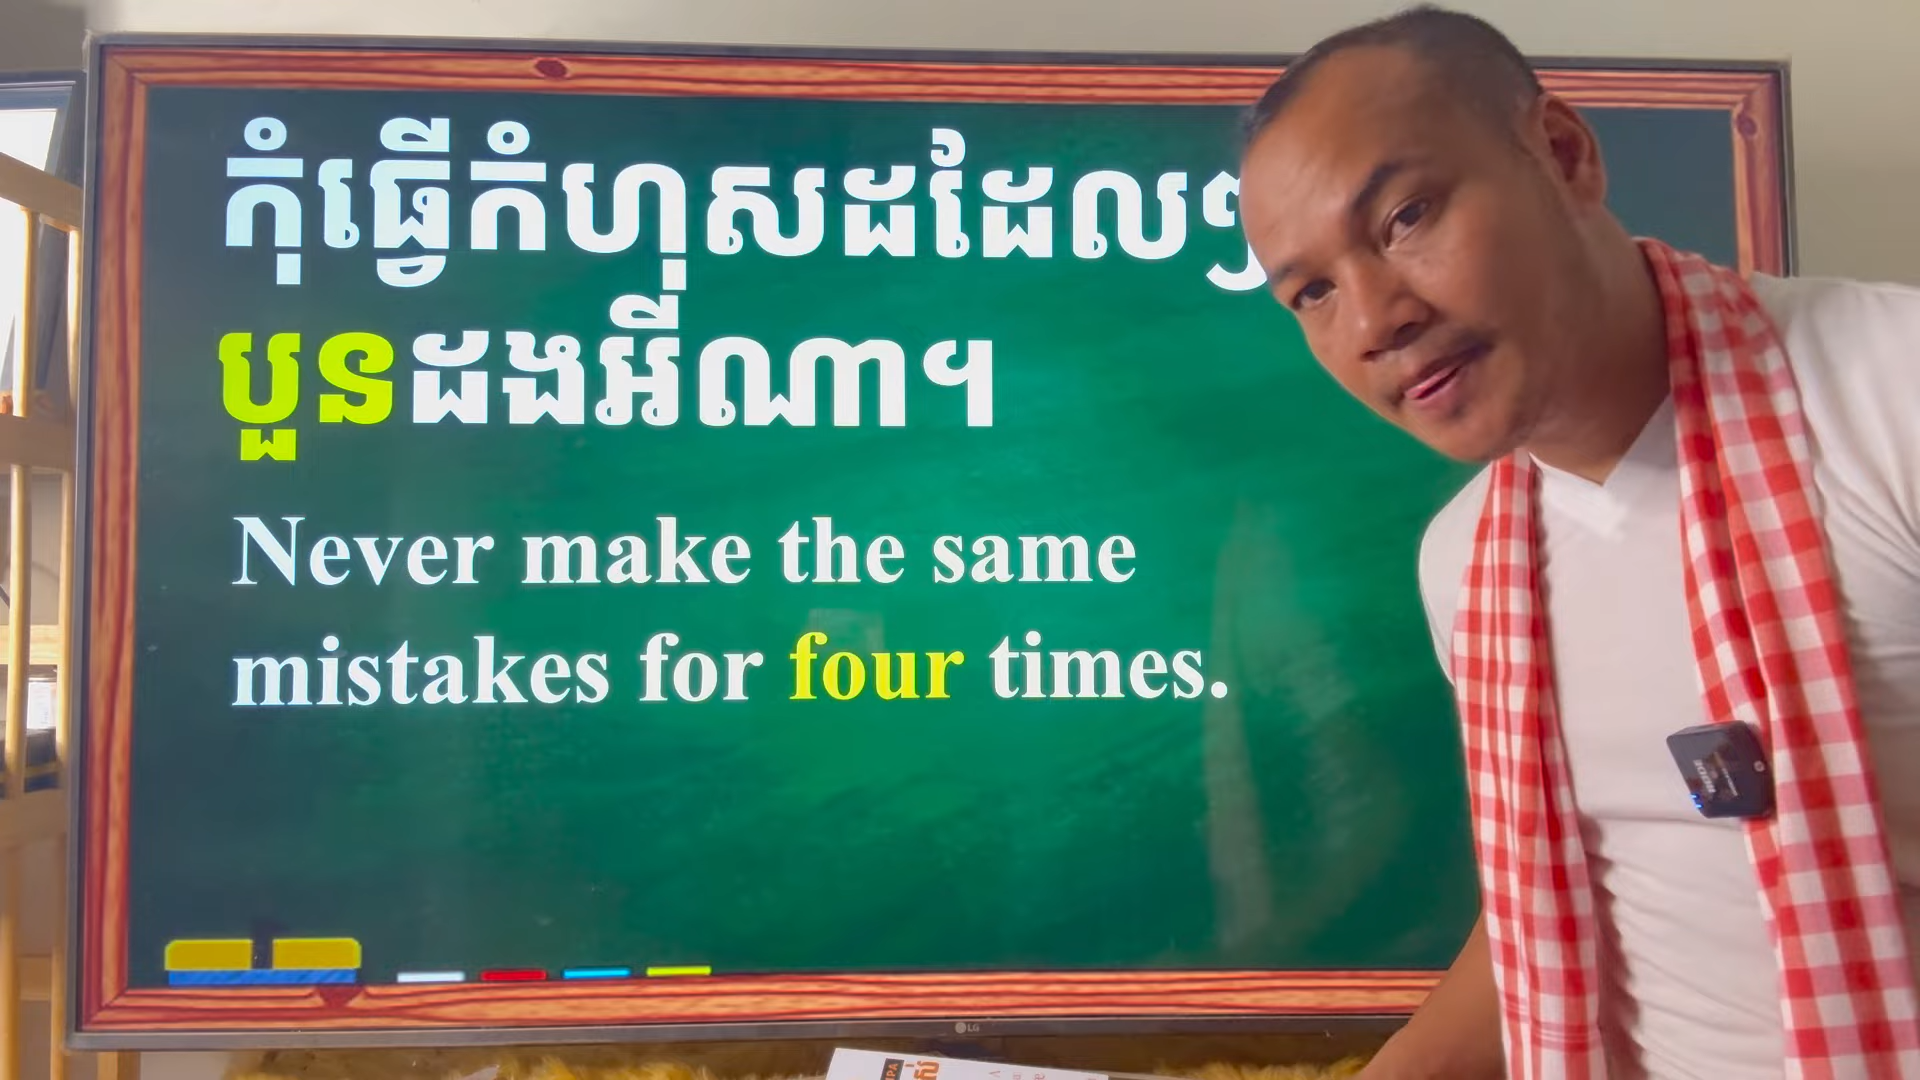 កុំធ្វើកំហុសដដែលៗ
បួនដងអីណា។
Never make the same
mistakes for four times.
LG